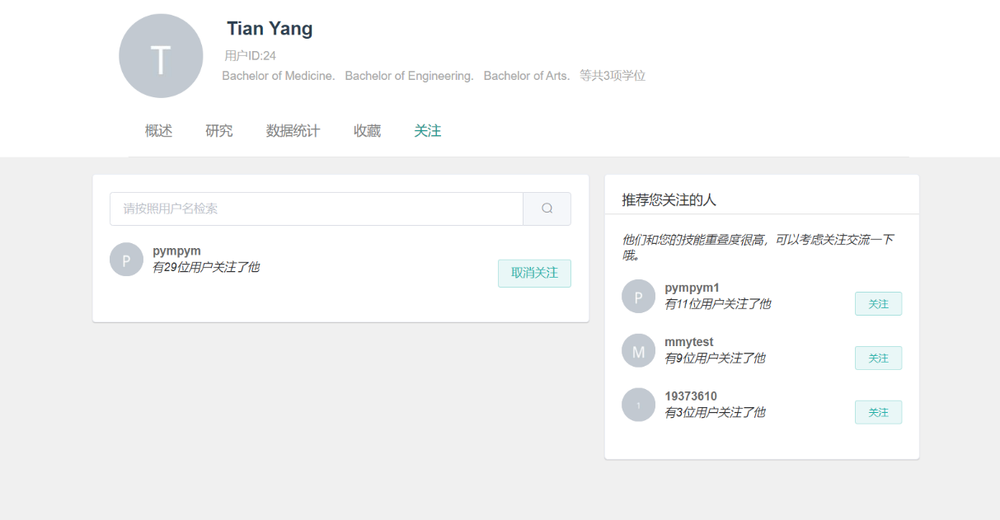 T
Tian Yang
用户ID:24
Bachelor of Medicine. Bachelor of Engineering. Bachelor of Arts. 等共3项学位
概述 研究 数据统计 收藏 关注
请按照用户名检索
P
pympym
有29位用户关注了他
取消关注
推荐您关注的人
他们和您的技能重叠度很高，可以考虑关注交流一下
哦。
P
pympym1
有11位用户关注了他
关注
M
mmytest
有9位用户关注了他
关注
1
19373610
有3位用户关注了他
关注